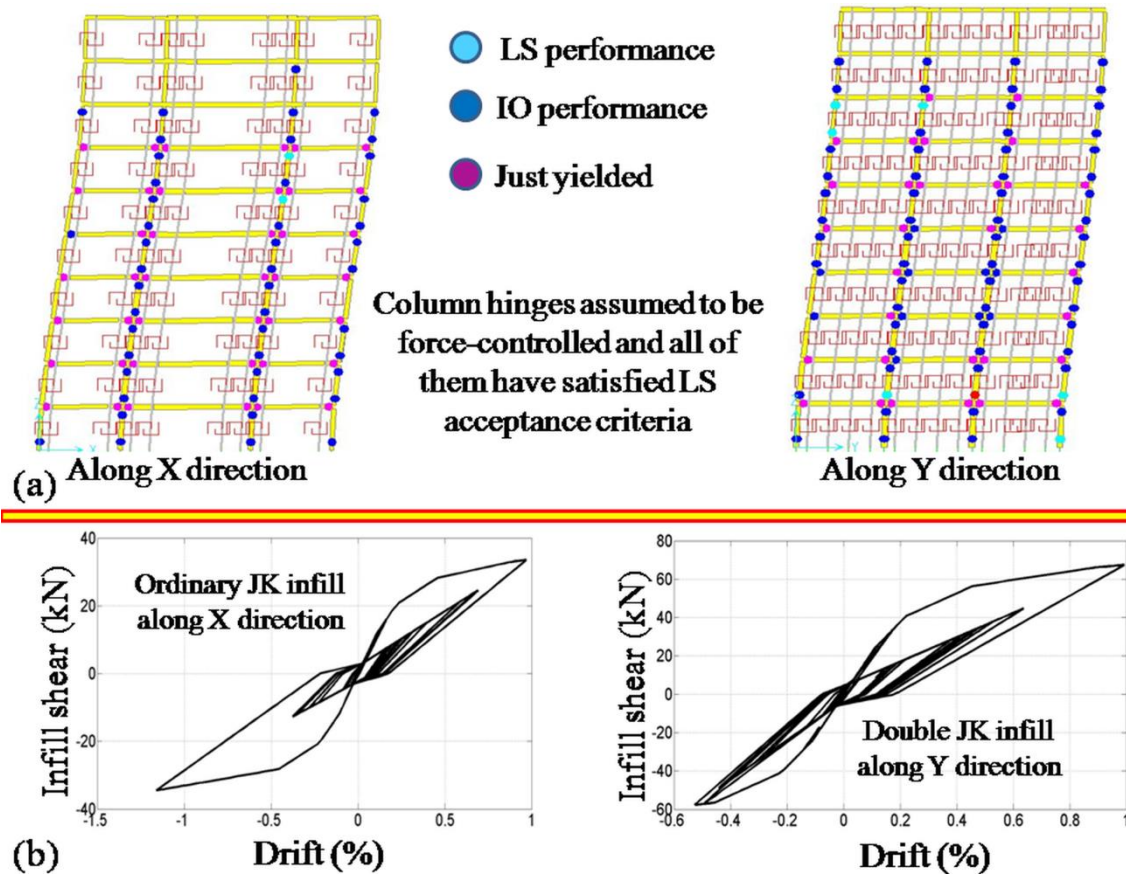 LS performance
IO performance
Just yielded
Column hinges assumed to be
force-controlled and all of
them have satisfied LS
acceptance criteria
Z
Y
Along X direction
Z
Y
Along Y direction
(a)
Infill shear (kN)
40
20
0
-20
-40
Ordinary JK infill
along X direction
-1.5
-1
-0.5
0
0.5
1
Drift (%)
Infill shear (kN)
80
60
40
20
0
-20
-40
-60
Double JK infill
along Y direction
-0.6
-0.4
-0.2
0
0.2
0.4
0.6
0.8
1
Drift (%)
(b)